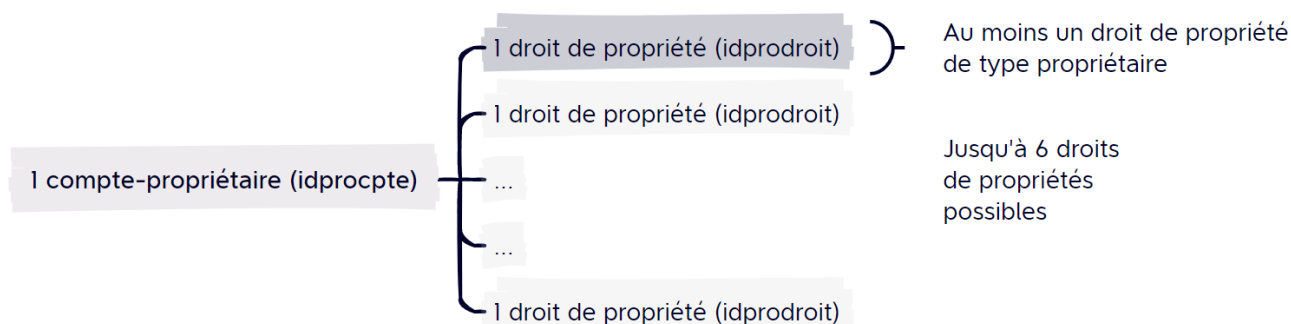 1 droit de propriété (idprodroit)
Au moins un droit de propriété
de type propriétaire
1 droit de propriété (idprodroit)
1 compte-propriétaire (idprocpte)
...
Jusqu'à 6 droits
de propriétés
possibles
...
1 droit de propriété (idprodroit)